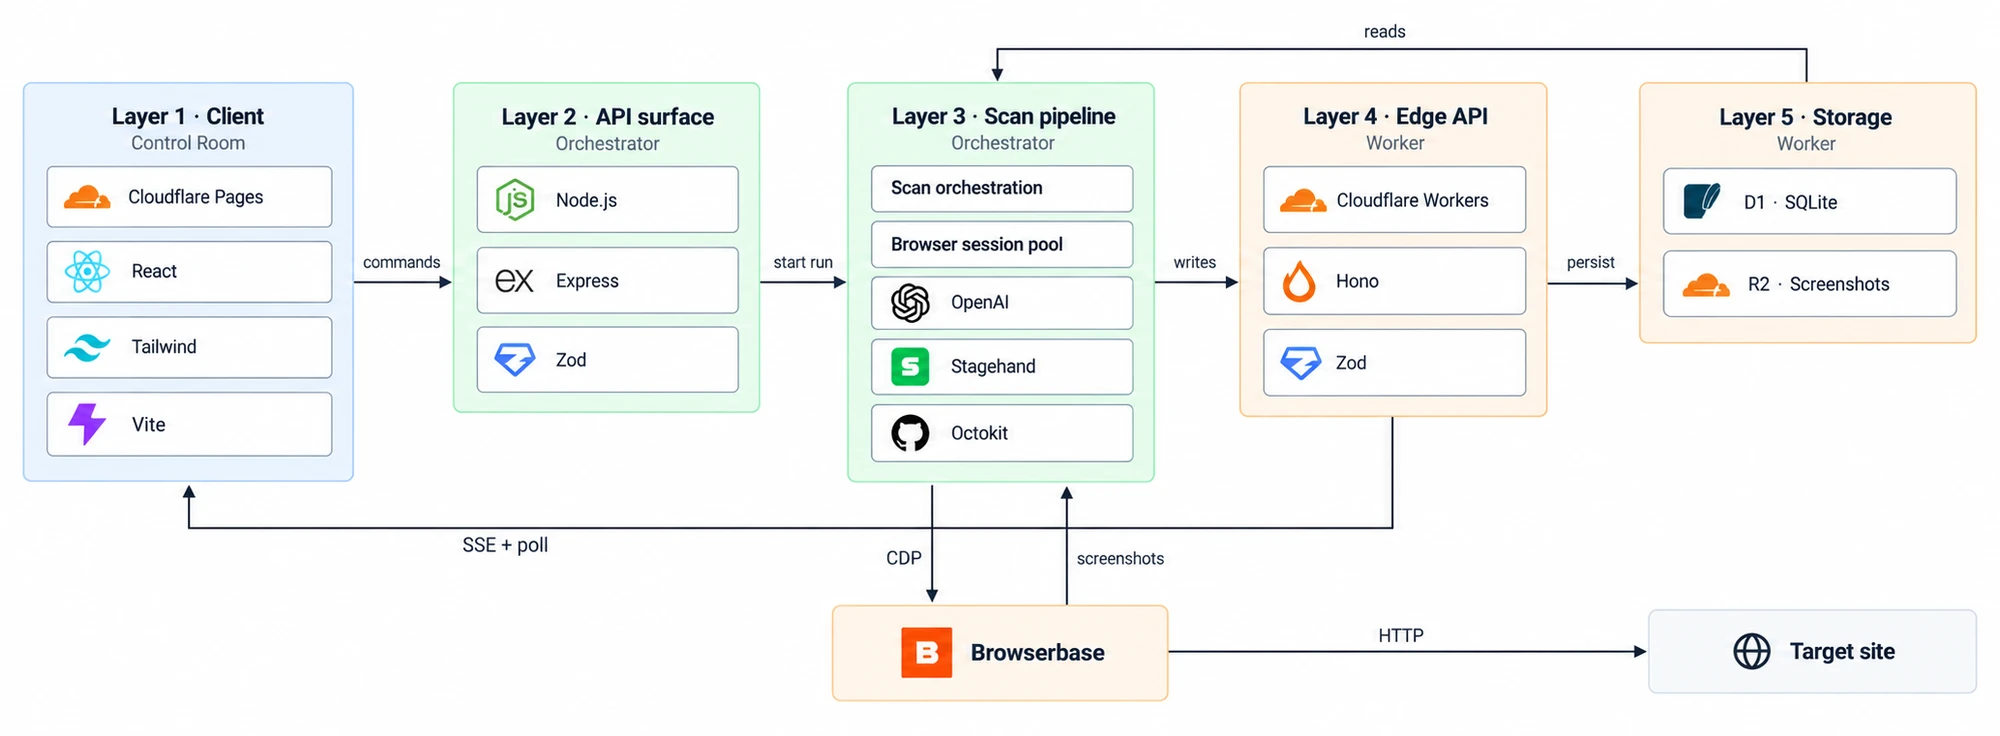 reads
Layer 1 · Client
Control Room
Cloudflare Pages
React
Tailwind
Vite
commands
Layer 2 · API surface
Orchestrator
JS
Node.js
ex
Express
Zod
start run
Layer 3 · Scan pipeline
Orchestrator
Scan orchestration
Browser session pool
OpenAI
S
Stagehand
Octokit
writes
Layer 4 · Edge API
Worker
Cloudflare Workers
Hono
Zod
persist
Layer 5 · Storage
Worker
D1 · SQLite
R2 · Screenshots
SSE + poll
CDP
screenshots
B
Browserbase
HTTP
Target site